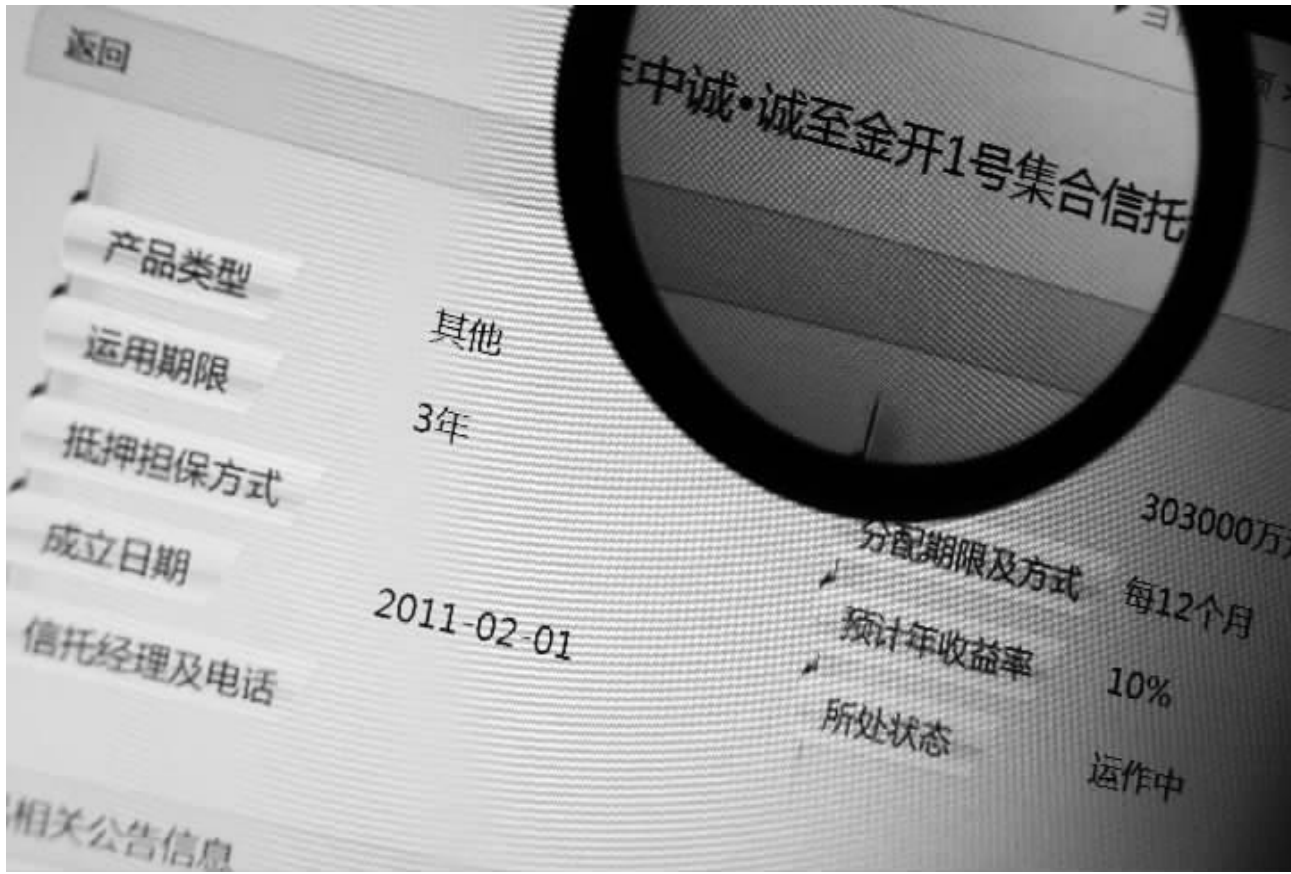 返回
中诚•诚至金开1号集合信托
产品类型
其他
运用期限
3年
抵押担保方式
成立日期
2011-02-01
信托经理及电话
相关公告信息
303000万
分配期限及方式
每12个月
预计年收益率
10%
所处状态
运作中